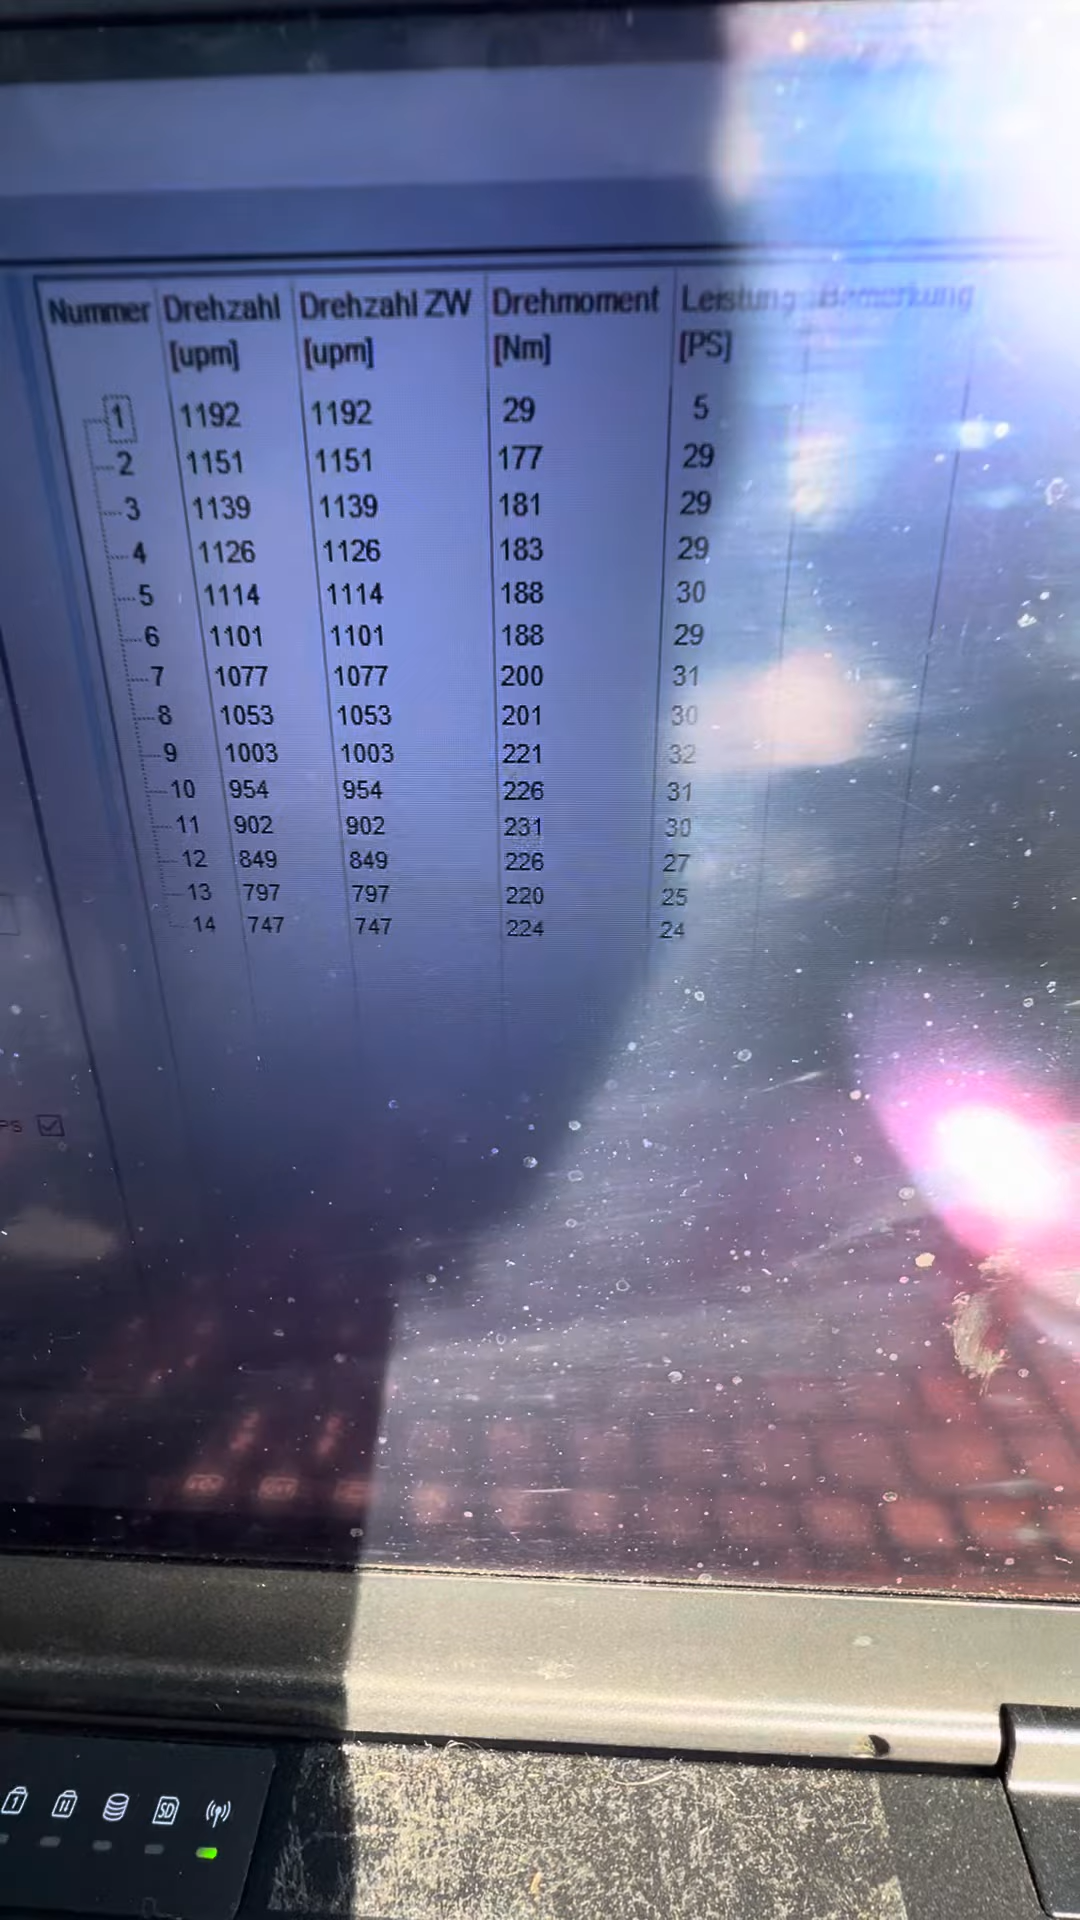 Nummer Drehzahl Drehzahl ZW Drehmoment Leistung Bemerkung
[upm] [upm] [Nm] [PS]
1 1192 1192 29 5
2 1151 1151 177 29
3 1139 1139 181 29
4 1126 1126 183 29
5 1114 1114 188 30
6 1101 1101 188 29
7 1077 1077 200 31
8 1053 1053 201 30
9 1003 1003 221 32
10 954 954 226 31
11 902 902 231 30
12 849 849 226 27
13 797 797 220 25
14 747 747 224 24
PS
SD